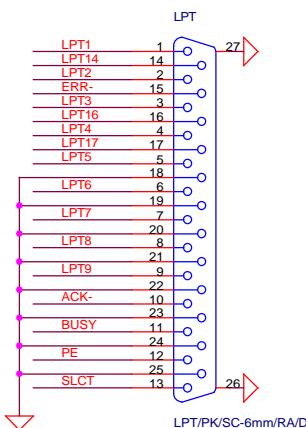 LPT
LPT1 1 27
LPT14 14
LPT2 2
ERR- 15
LPT3 3
LPT16 16
LPT4 4
LPT17 17
LPT5 5
18
LPT6 6
19
LPT7 7
20
LPT8 8
21
LPT9 9
22
ACK- 10
23
BUSY 11
24
PE 12
25
SLCT 13 26
LPT/PK/SC-6mm/RA/D